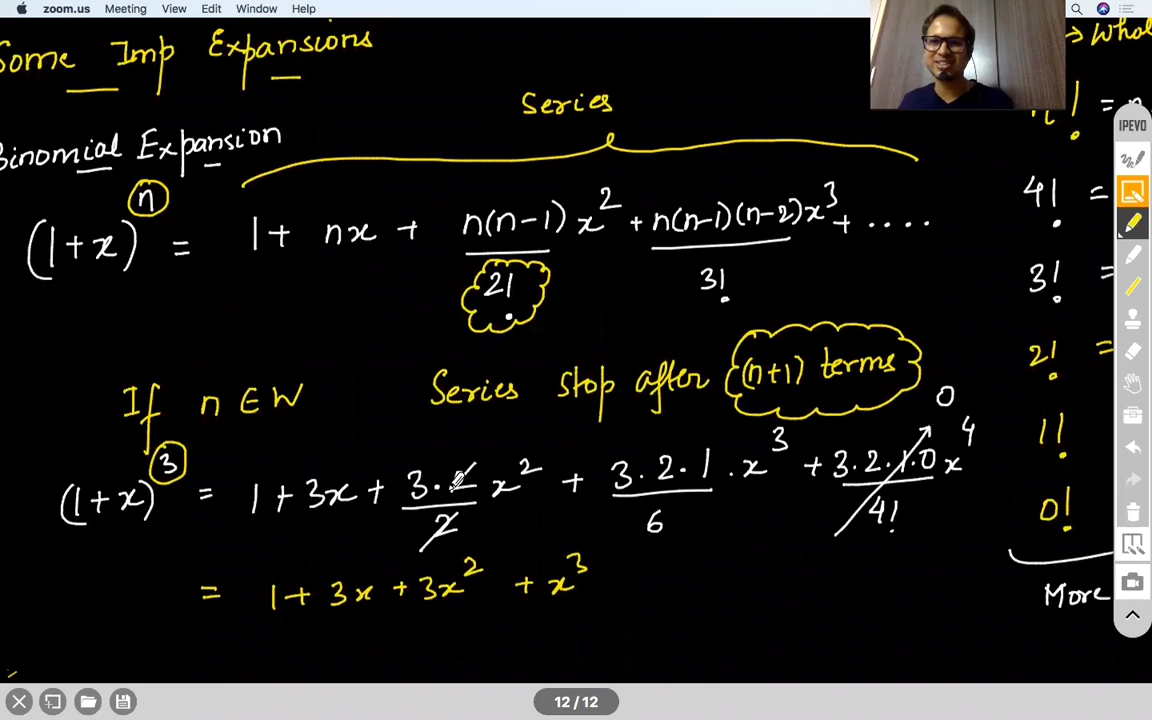 zoom.us Meeting View Edit Window Help
Some Imp Expansions
→ Whol
Series
n! = n
IPEVO
Binomial Expansion
(1+x)^n = 1 + nx + n(n-1)/2! x^2 + n(n-1)(n-2)x^3/3! + ....
4! =
3! =
If n ∈ W Series stop after (n+1) terms
2! =
(1+x)^3 = 1 + 3x + 3·2/2 x^2 + 3·2·1/6 · x^3 + 3·2·1·0/4! x^4 0
1!
0!
= 1 + 3x + 3x^2 + x^3
More
12 / 12